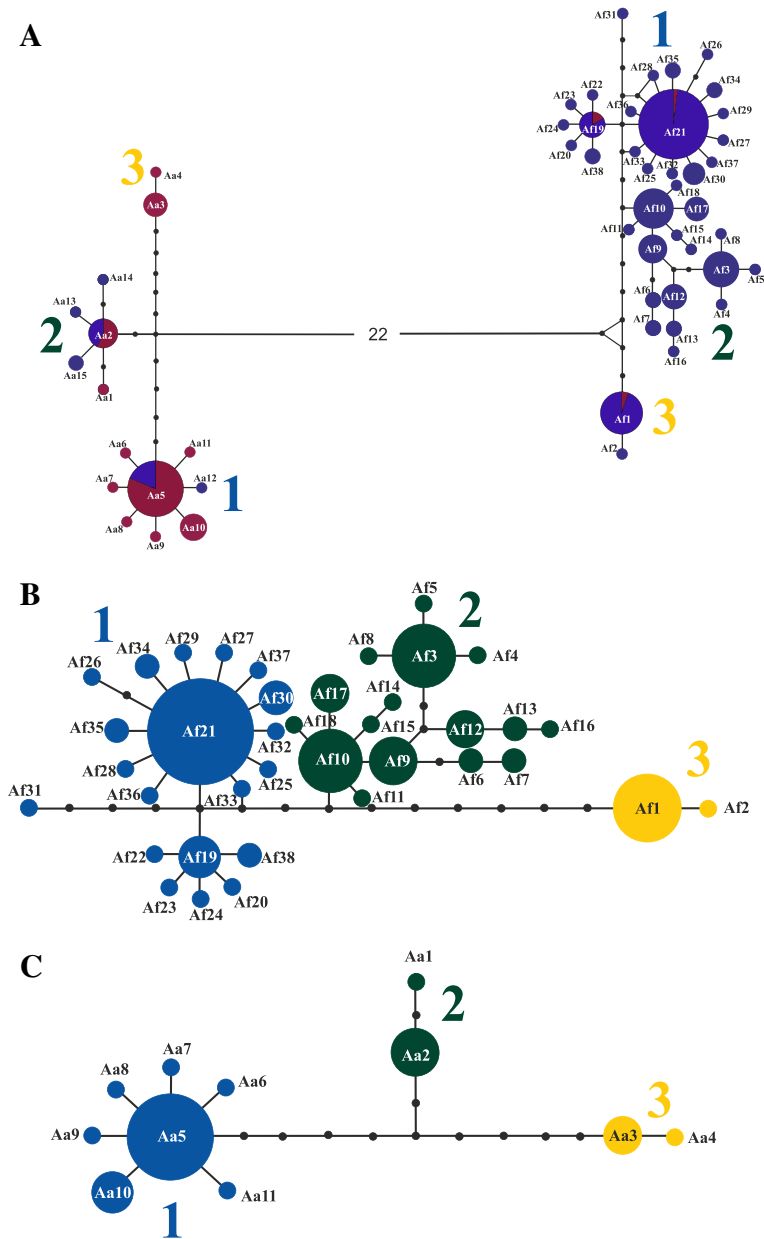 A
Af31
1
Af26
Af35
Af28
Af34
Af22
Af23
Af36
Af29
Af21
Af19
Af24
Af27
Af20
Af33
Af32
Af37
Af38
Af25
Af30
3
Aa4
Af18
Aa3
Af10
Af17
Af11
Af15
Af8
Af14
Af9
Af3
Af5
Aa14
Af6
Af12
Aa13
Af4
Af7
2
Aa2
22
Af13
2
Af16
Aa15
Aa1
Af1
3
Aa6
Aa11
Af2
Aa7
Aa5
Aa12
1
Aa8
Aa10
Aa9
B
Af5
2
1
Af29
Af27
Af34
Af37
Af8
Af3
Af4
Af26
Af30
Af17
Af14
Af13
Af35
Af21
Af18
Af15
Af12
Af16
Af32
Af28
Af10
Af9
3
Af25
Af6
Af7
Af36
Af33
Af11
Af31
Af1
Af2
Af22
Af19
Af38
Af23
Af24
Af20
C
Aa1
2
Aa7
Aa2
Aa8
Aa6
3
Aa9
Aa5
Aa3
Aa4
Aa10
Aa11
1